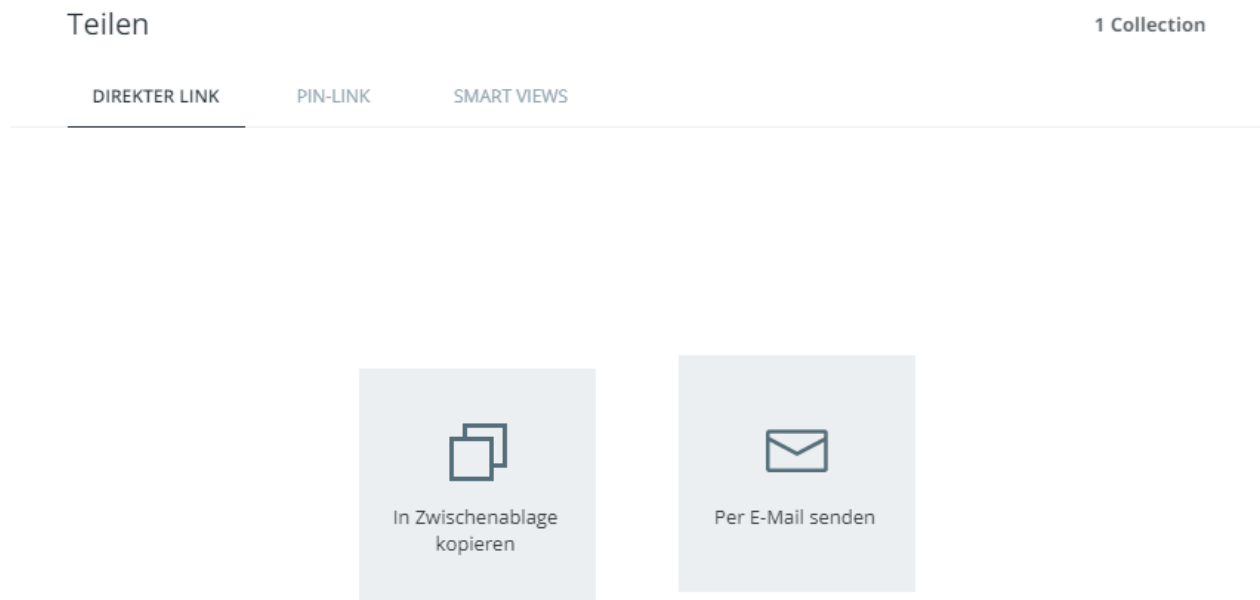 Teilen
1 Collection
DIREKTER LINK
PIN-LINK
SMART VIEWS
In Zwischenablage
kopieren
Per E-Mail senden